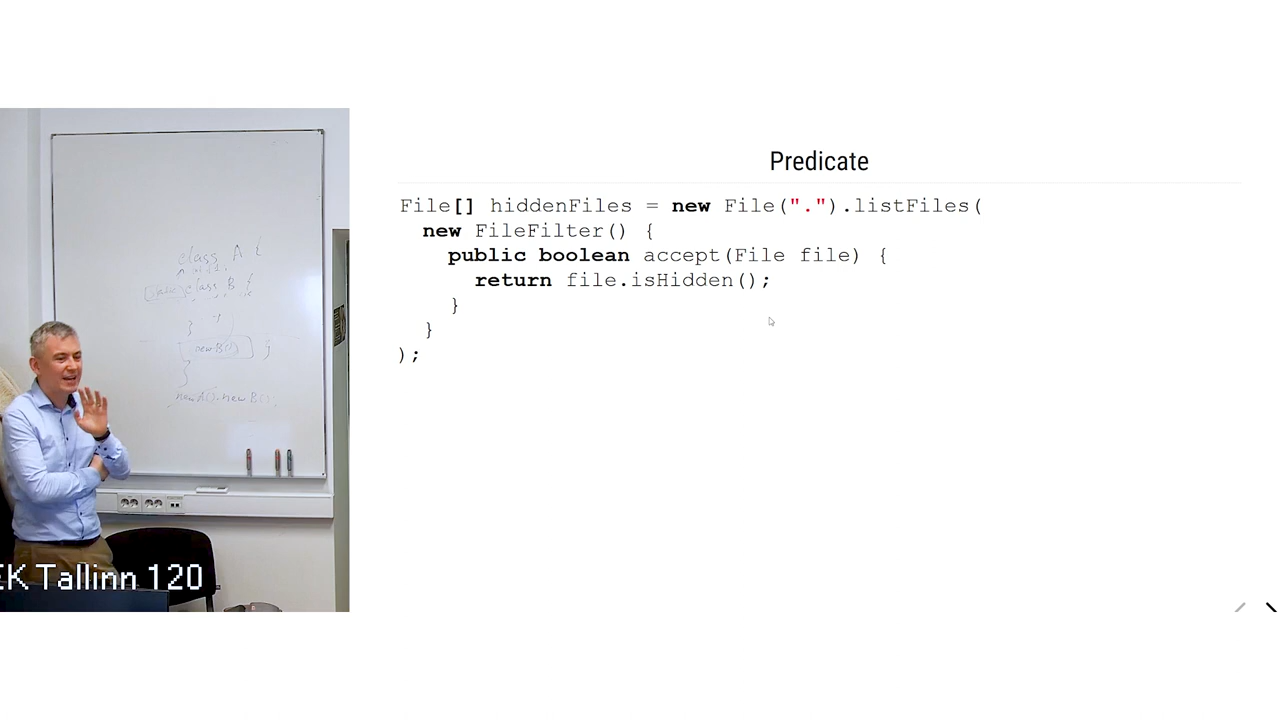 Predicate
File[] hiddenFiles = new File(".").listFiles(
new FileFilter() {
public boolean accept(File file) {
return file.isHidden();
}
}
);
class A {
class B {
}
new B() }
}
new A().new B()
EK Tallinn 120